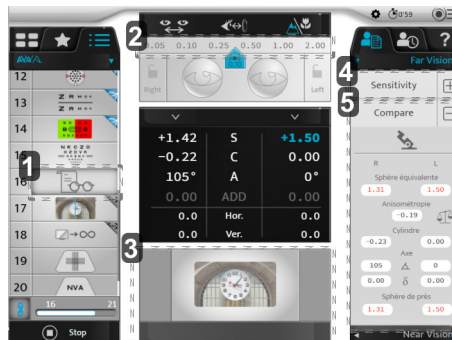 0:59
?
2
0.05 0.10 0.25 0.50 1.00 2.00
Right
Left
AWA
12
13
Z R H E V
14
15
N E C Z O
H Z D V R
1
16
17
18
→∞
19
20
NVA
16 21
Stop
+1.42 S +1.50
−0.22 C 0.00
105° A 0°
0.00 ADD 0.00
0.0 Hor. 0.0
0.0 Ver. 0.0
3
Far Vision
4
Sensitivity +
5
Compare −
R L
Sphère équivalente
1.31 1.50
Anisométropie
−0.19
Cylindre
−0.23 0.00
Axe
105 0
0.00 0.00
Sphère de près
1.31 1.50
Near Vision